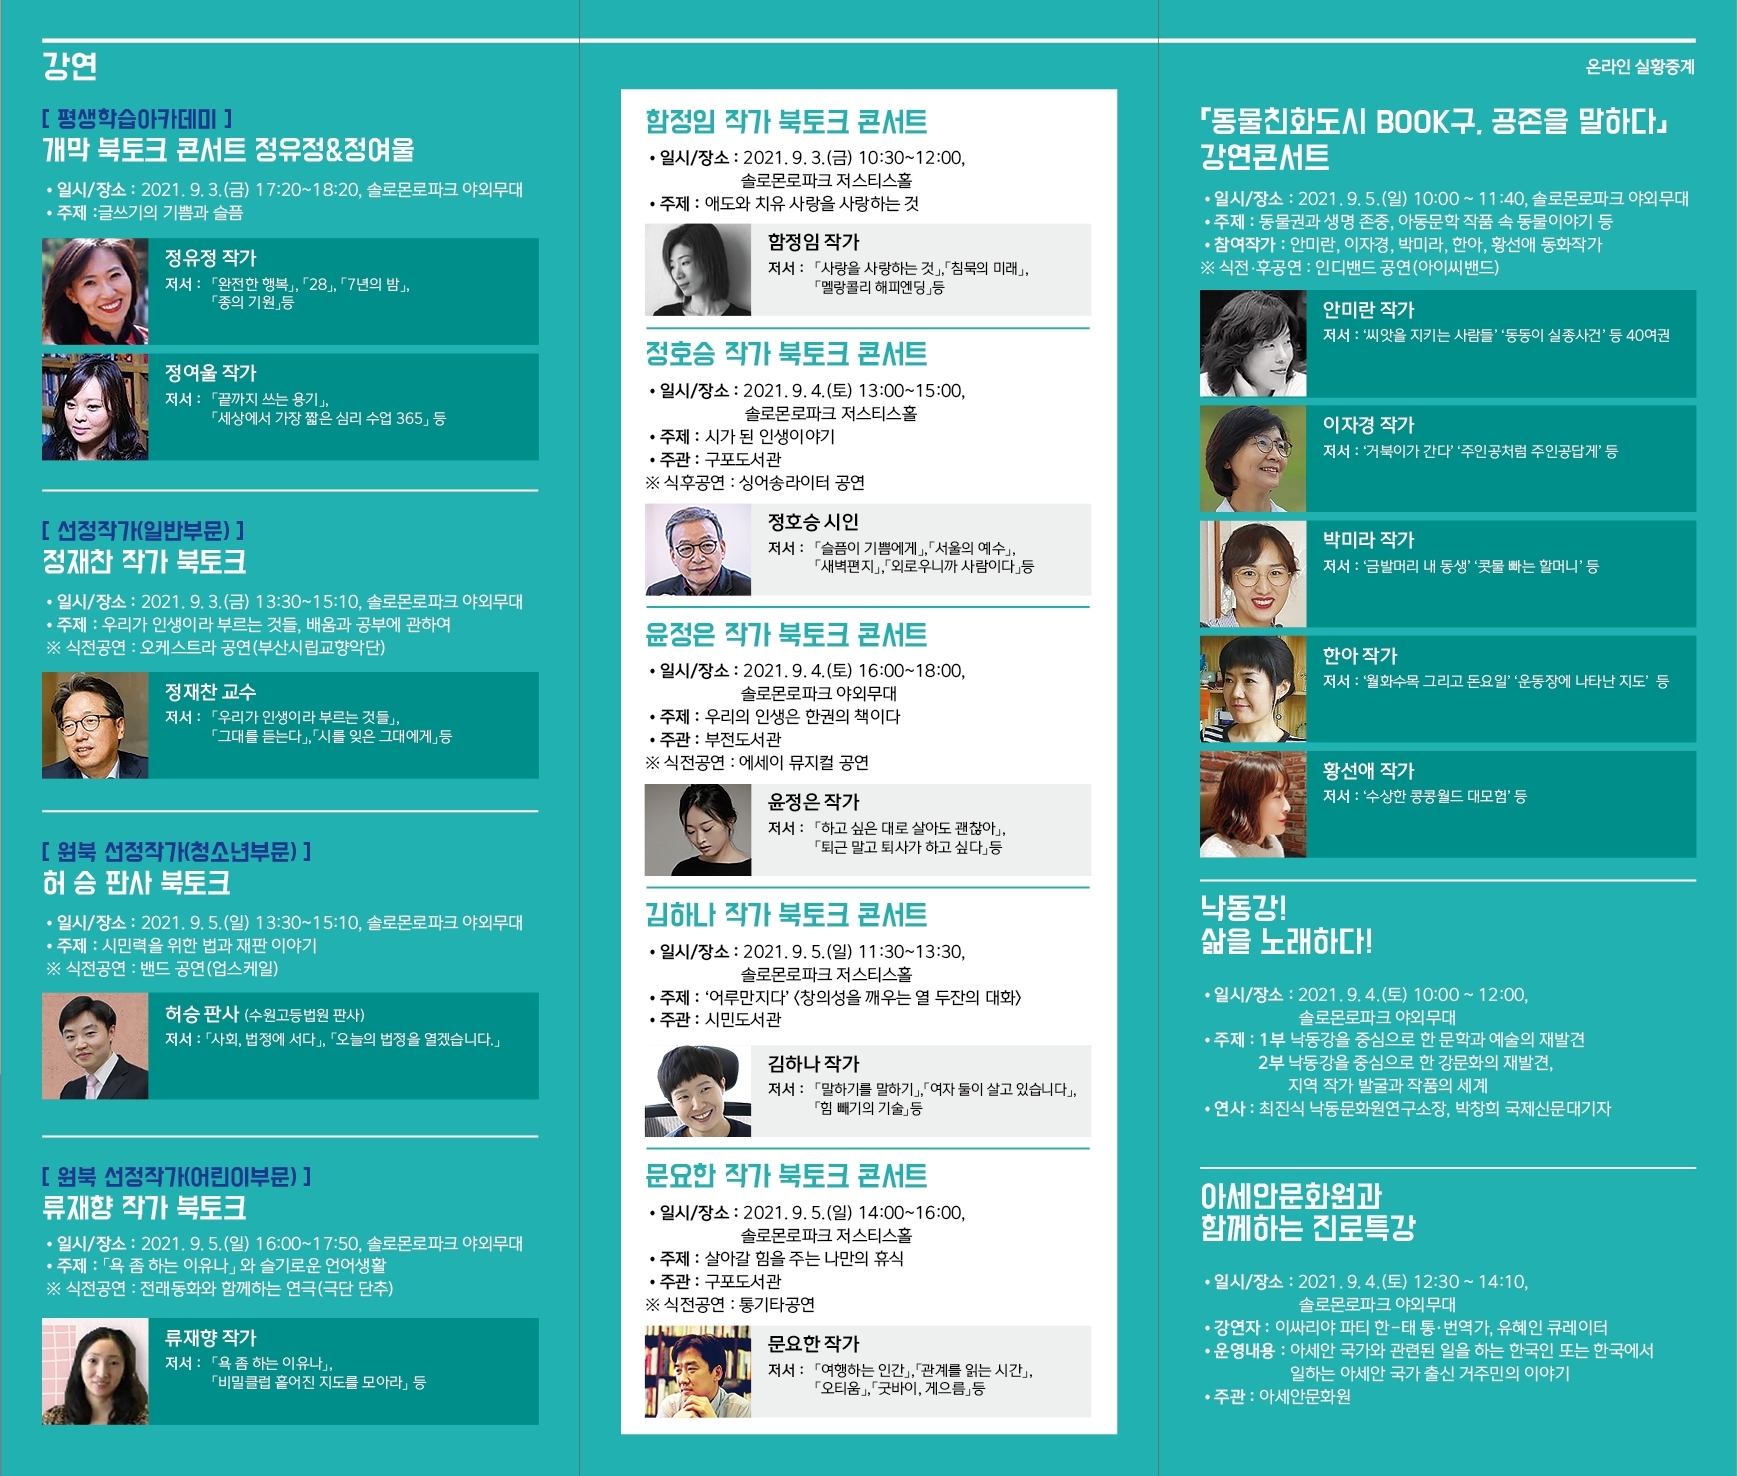 강연
온라인 실황중계
[ 평생학습아카데미 ]
개막 북토크 콘서트 정유정&정여울
• 일시/장소 : 2021. 9. 3.(금) 17:20~18:20, 솔로몬로파크 야외무대
• 주제 :글쓰기의 기쁨과 슬픔
정유정 작가
저서 : 「완전한 행복」, 「28」, 「7년의 밤」,
「종의 기원」등
정여울 작가
저서 : 「끝까지 쓰는 용기」,
「세상에서 가장 짧은 심리 수업 365」 등
[ 선정작가(일반부문) ]
정재찬 작가 북토크
• 일시/장소 : 2021. 9. 3.(금) 13:30~15:10, 솔로몬로파크 야외무대
• 주제 : 우리가 인생이라 부르는 것들, 배움과 공부에 관하여
※ 식전공연 : 오케스트라 공연(부산시립교향악단)
정재찬 교수
저서 : 「우리가 인생이라 부르는 것들」,
「그대를 듣는다」,「시를 잊은 그대에게」등
[ 원북 선정작가(청소년부문) ]
허 승 판사 북토크
• 일시/장소 : 2021. 9. 5.(일) 13:30~15:10, 솔로몬로파크 야외무대
• 주제 : 시민력을 위한 법과 재판 이야기
※ 식전공연 : 밴드 공연(업스케일)
허승 판사 (수원고등법원 판사)
저서 : 「사회, 법정에 서다」, 「오늘의 법정을 열겠습니다.」
[ 원북 선정작가(어린이부문) ]
류재향 작가 북토크
• 일시/장소 : 2021. 9. 5.(일) 16:00~17:50, 솔로몬로파크 야외무대
• 주제 : 「욕 좀 하는 이유나」 와 슬기로운 언어생활
※ 식전공연 : 전래동화와 함께하는 연극(극단 단추)
류재향 작가
저서 : 「욕 좀 하는 이유나」,
「비밀클럽 흩어진 지도를 모아라」 등
함정임 작가 북토크 콘서트
• 일시/장소 : 2021. 9. 3.(금) 10:30~12:00,
솔로몬로파크 저스티스홀
• 주제 : 애도와 치유 사랑을 사랑하는 것
함정임 작가
저서 : 「사랑을 사랑하는 것」,「침묵의 미래」,
「멜랑콜리 해피엔딩」등
정호승 작가 북토크 콘서트
• 일시/장소 : 2021. 9. 4.(토) 13:00~15:00,
솔로몬로파크 저스티스홀
• 주제 : 시가 된 인생이야기
• 주관 : 구포도서관
※ 식후공연 : 싱어송라이터 공연
정호승 시인
저서 : 「슬픔이 기쁨에게」,「서울의 예수」,
「새벽편지」,「외로우니까 사람이다」등
윤정은 작가 북토크 콘서트
• 일시/장소 : 2021. 9. 4.(토) 16:00~18:00,
솔로몬로파크 야외무대
• 주제 : 우리의 인생은 한권의 책이다
• 주관 : 부전도서관
※ 식전공연 : 에세이 뮤지컬 공연
윤정은 작가
저서 : 「하고 싶은 대로 살아도 괜찮아」,
「퇴근 말고 퇴사가 하고 싶다」등
김하나 작가 북토크 콘서트
• 일시/장소 : 2021. 9. 5.(일) 11:30~13:30,
솔로몬로파크 저스티스홀
• 주제 : '어루만지다' 〈창의성을 깨우는 열 두잔의 대화〉
• 주관 : 시민도서관
김하나 작가
저서 : 「말하기를 말하기」,「여자 둘이 살고 있습니다」,
「힘 빼기의 기술」등
문요한 작가 북토크 콘서트
• 일시/장소 : 2021. 9. 5.(일) 14:00~16:00,
솔로몬로파크 저스티스홀
• 주제 : 살아갈 힘을 주는 나만의 휴식
• 주관 : 구포도서관
※ 식전공연 : 통기타공연
문요한 작가
저서 : 「여행하는 인간」,「관계를 읽는 시간」,
「오티움」,「굿바이, 게으름」등
「동물친화도시 BOOK구, 공존을 말하다」
강연콘서트
• 일시/장소 : 2021. 9. 5.(일) 10:00 ~ 11:40, 솔로몬로파크 야외무대
• 주제 : 동물권과 생명 존중, 아동문학 작품 속 동물이야기 등
• 참여작가 : 안미란, 이자경, 박미라, 한아, 황선애 동화작가
※ 식전·후공연 : 인디밴드 공연(아이씨밴드)
안미란 작가
저서 : '씨앗을 지키는 사람들' '동동이 실종사건' 등 40여권
이자경 작가
저서 : '거북이가 간다' '주인공처럼 주인공답게' 등
박미라 작가
저서 : '금발머리 내 동생' '콧물 빠는 할머니' 등
한아 작가
저서 : '월화수목 그리고 돈요일' '운동장에 나타난 지도' 등
황선애 작가
저서 : '수상한 콩콩월드 대모험' 등
낙동강!
삶을 노래하다!
• 일시/장소 : 2021. 9. 4.(토) 10:00 ~ 12:00,
솔로몬로파크 야외무대
• 주제 : 1부 낙동강을 중심으로 한 문학과 예술의 재발견
2부 낙동강을 중심으로 한 강문화의 재발견,
지역 작가 발굴과 작품의 세계
• 연사 : 최진식 낙동문화원연구소장, 박창희 국제신문대기자
아세안문화원과
함께하는 진로특강
• 일시/장소 : 2021. 9. 4.(토) 12:30 ~ 14:10,
솔로몬로파크 야외무대
• 강연자 : 이싸리야 파티 한-태 통·번역가, 유혜인 큐레이터
• 운영내용 : 아세안 국가와 관련된 일을 하는 한국인 또는 한국에서
일하는 아세안 국가 출신 거주민의 이야기
• 주관 : 아세안문화원